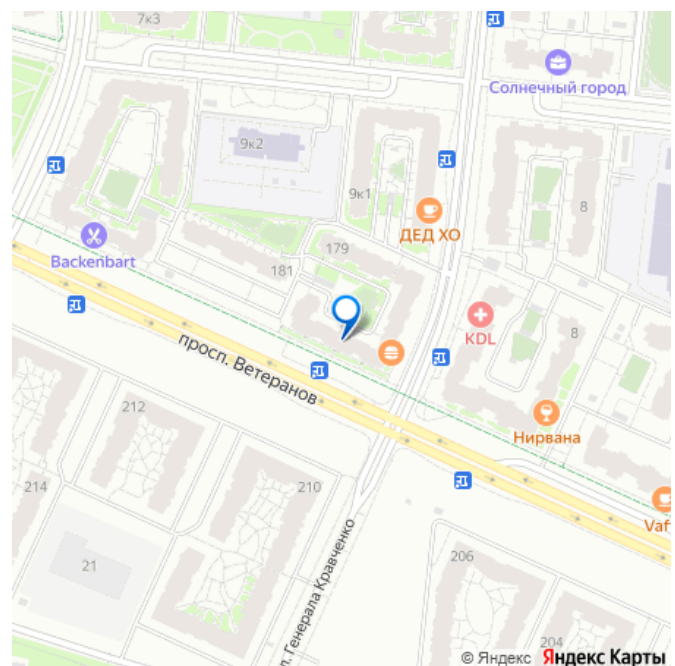 7к3
Солнечный город
9к2
9к1
8
ДЕД ХО
179
Backenbart
181
KDL
8
просп. Ветеранов
Нирвана
212
214
210
Vaf
21
л. Генерала Кравченко
206
204
© Яндекс Яндекс Карты